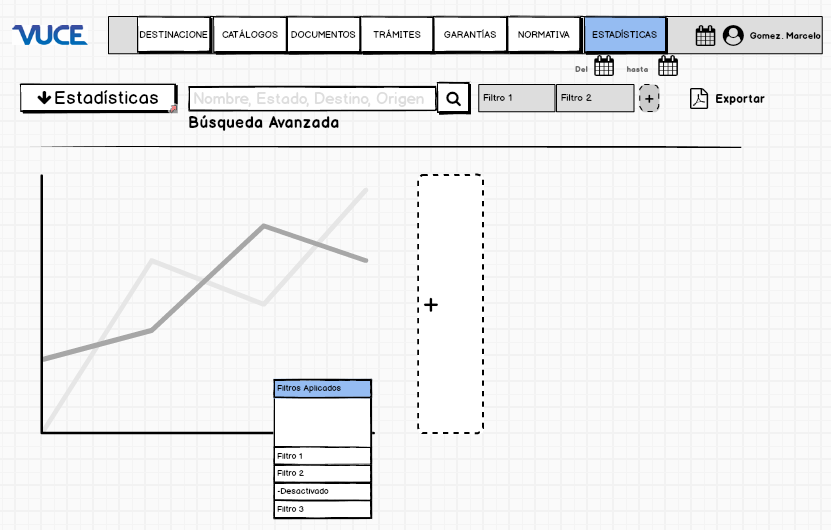 VUCE
DESTINACIONE CATÁLOGOS DOCUMENTOS TRÁMITES GARANTÍAS NORMATIVA ESTADÍSTICAS Gomez. Marcelo
Del hasta
Estadísticas Nombre, Estado, Destino, Origen Filtro 1 Filtro 2 + Exportar
Búsqueda Avanzada
+
Filtros Aplicados
Filtro 1
Filtro 2
-Desactivado
Filtro 3